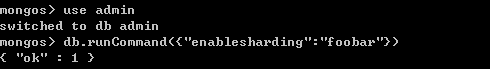 mongos> use admin
switched to db admin
mongos> db.runCommand({"enablesharding":"foobar"})
{ "ok" : 1 }